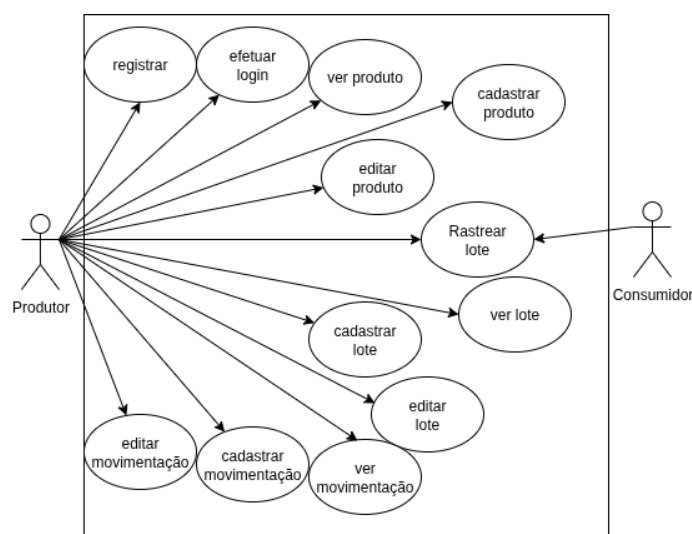 registrar
efetuar
login
ver produto
cadastrar
produto
editar
produto
Rastrear
lote
Produtor
Consumidor
ver lote
cadastrar
lote
editar
lote
editar
movimentação
cadastrar
movimentação
ver
movimentação